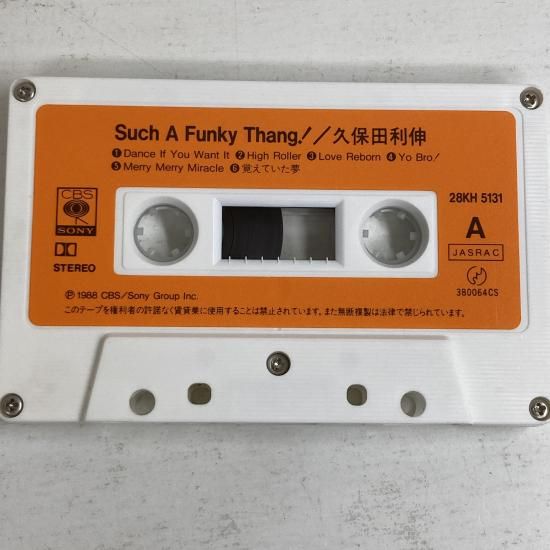 Such A Funky Thang!／久保田利伸
❶Dance If You Want It ❷High Roller ❸Love Reborn ❹Yo Bro!
❺Merry Merry Miracle ❻覚えていた夢
CBS
SONY
STEREO
28KH 5131
A
JASRAC
380064CS
Ⓟ1988 CBS/Sony Group Inc.
このテープを権利者の許諾なく賃貸業に使用することは禁止されています。また無断複製は法律で禁じられています。